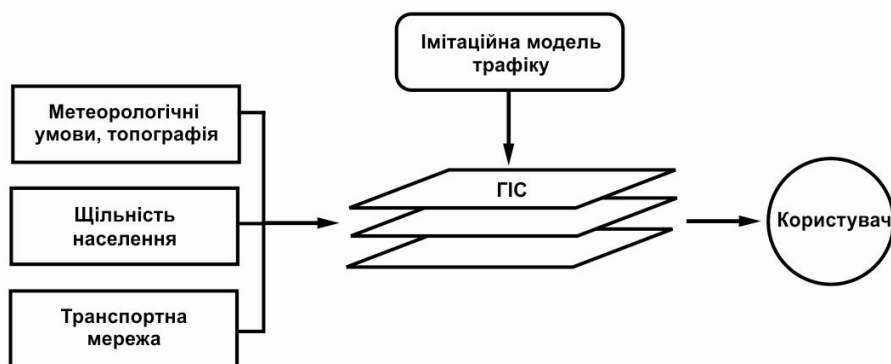 Імітаційна модель
трафіку
Метеорологічні
умови, топографія
ГІС
Щільність
населення
Користувач
Транспортна
мережа